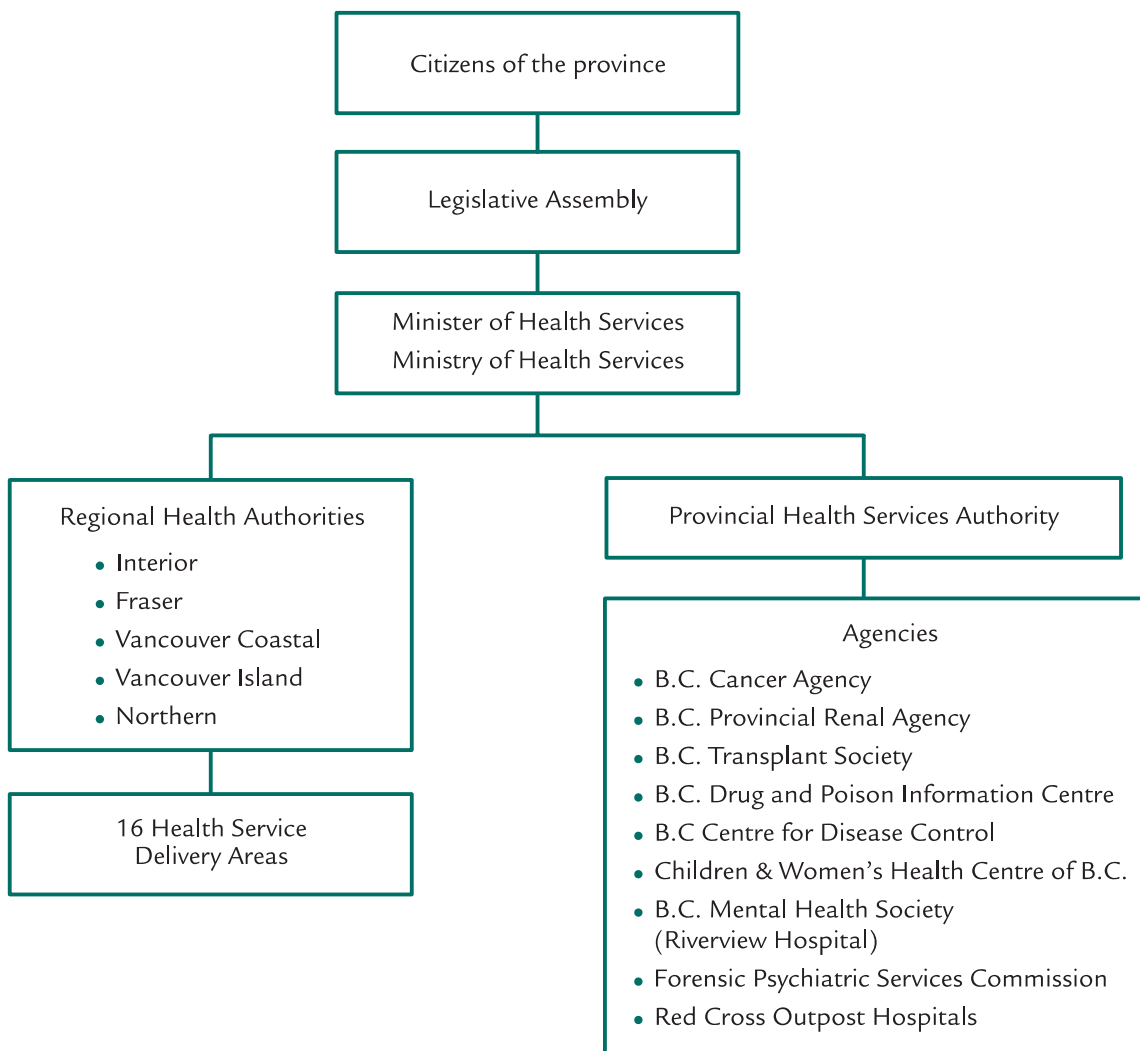 Citizens of the province
Legislative Assembly
Minister of Health Services
Ministry of Health Services
Regional Health Authorities
• Interior
• Fraser
• Vancouver Coastal
• Vancouver Island
• Northern
16 Health Service
Delivery Areas
Provincial Health Services Authority
Agencies
• B.C. Cancer Agency
• B.C. Provincial Renal Agency
• B.C. Transplant Society
• B.C. Drug and Poison Information Centre
• B.C Centre for Disease Control
• Children & Women’s Health Centre of B.C.
• B.C. Mental Health Society
(Riverview Hospital)
• Forensic Psychiatric Services Commission
• Red Cross Outpost Hospitals